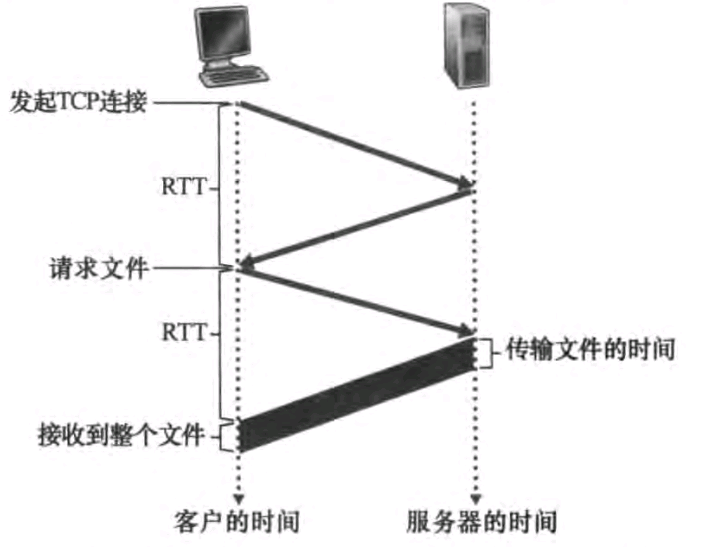 发起TCP连接
RTT
请求文件
RTT
传输文件的时间
接收到整个文件
客户的时间
服务器的时间